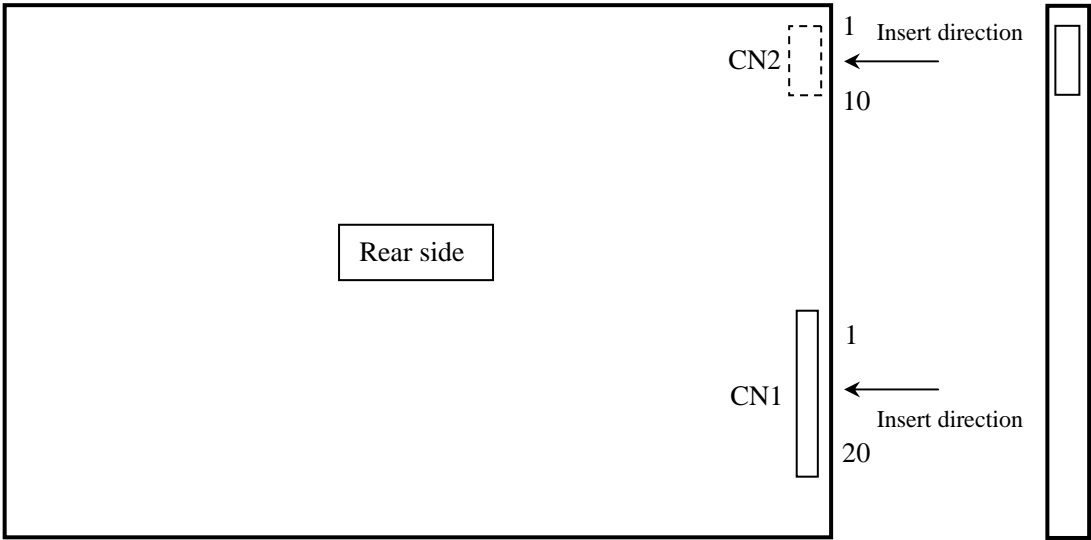 1
Insert direction
CN2
10
Rear side
1
CN1
Insert direction
20